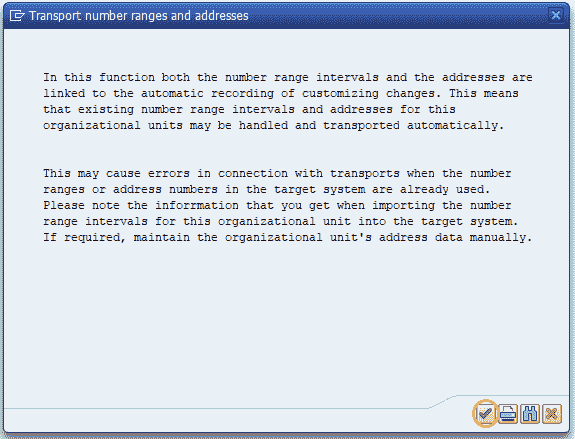 Transport number ranges and addresses
In this function both the number range intervals and the addresses are
linked to the automatic recording of customizing changes. This means
that existing number range intervals and addresses for this
organizational units may be handled and transported automatically.
This may cause errors in connection with transports when the number
ranges or address numbers in the target system are already used.
Please note the inforrmation that you get when importing the number
range intervals for this organizational unit into the target system.
If required, maintain the organizational unit's address data manually.